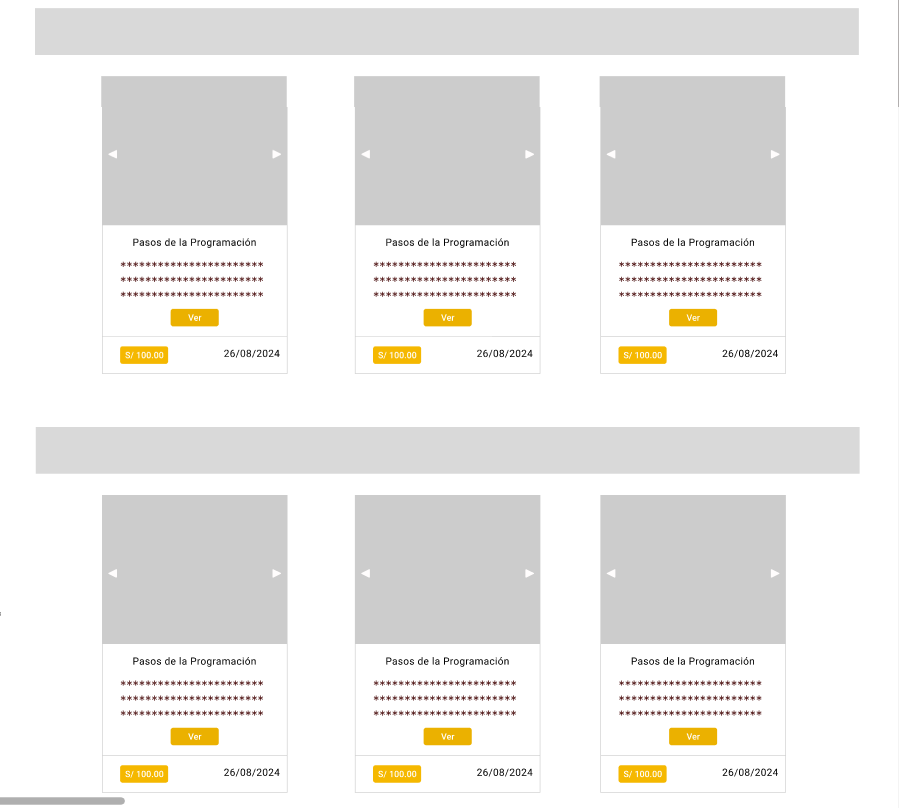 Pasos de la Programación Pasos de la Programación Pasos de la Programación
*********************** *********************** ***********************
*********************** *********************** ***********************
*********************** *********************** ***********************
Ver Ver Ver
S/ 100.00 26/08/2024 S/ 100.00 26/08/2024 S/ 100.00 26/08/2024
Pasos de la Programación Pasos de la Programación Pasos de la Programación
*********************** *********************** ***********************
*********************** *********************** ***********************
*********************** *********************** ***********************
Ver Ver Ver
S/ 100.00 26/08/2024 S/ 100.00 26/08/2024 S/ 100.00 26/08/2024